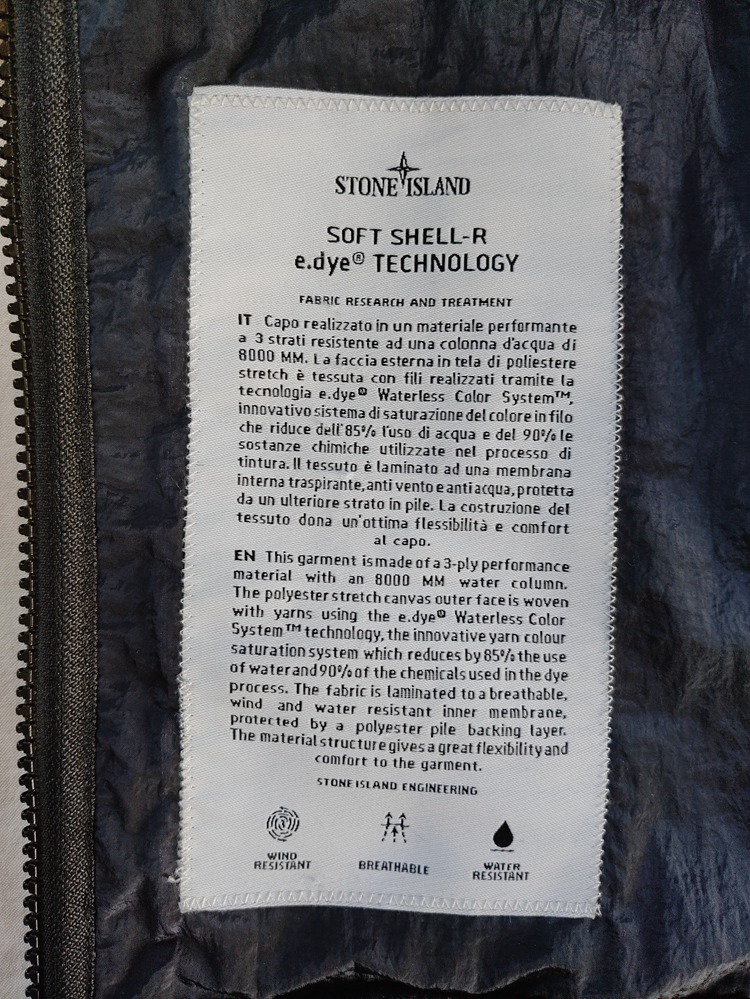 STONE ISLAND
SOFT SHELL-R
e.dye® TECHNOLOGY
FABRIC RESEARCH AND TREATMENT
IT Capo realizzato in un materiale performante
a 3 strati resistente ad una colonna d'acqua di
8000 MM. La faccia esterna in tela di poliestere
stretch è tessuta con fili realizzati tramite la
tecnologia e.dye® Waterless Color System™,
innovativo sistema di saturazione del colore in filo
che riduce dell'85% l'uso di acqua e del 90% le
sostanze chimiche utilizzate nel processo di
tintura. Il tessuto è laminato ad una membrana
interna traspirante, anti vento e anti acqua, protetta
da un ulteriore strato in pile. La costruzione del
tessuto dona un'ottima flessibilità e comfort
al capo.
EN This garment is made of a 3-ply performance
material with an 8000 MM water column.
The polyester stretch canvas outer face is woven
with yarns using the e.dye® Waterless Color
System™ technology, the innovative yarn colour
saturation system which reduces by 85% the use
of water and 90% of the chemicals used in the dye
process. The fabric is laminated to a breathable,
wind and water resistant inner membrane,
protected by a polyester pile backing layer.
The material structure gives a great flexibility and
comfort to the garment.
STONE ISLAND ENGINEERING
WIND
RESISTANT
BREATHABLE
WATER
RESISTANT